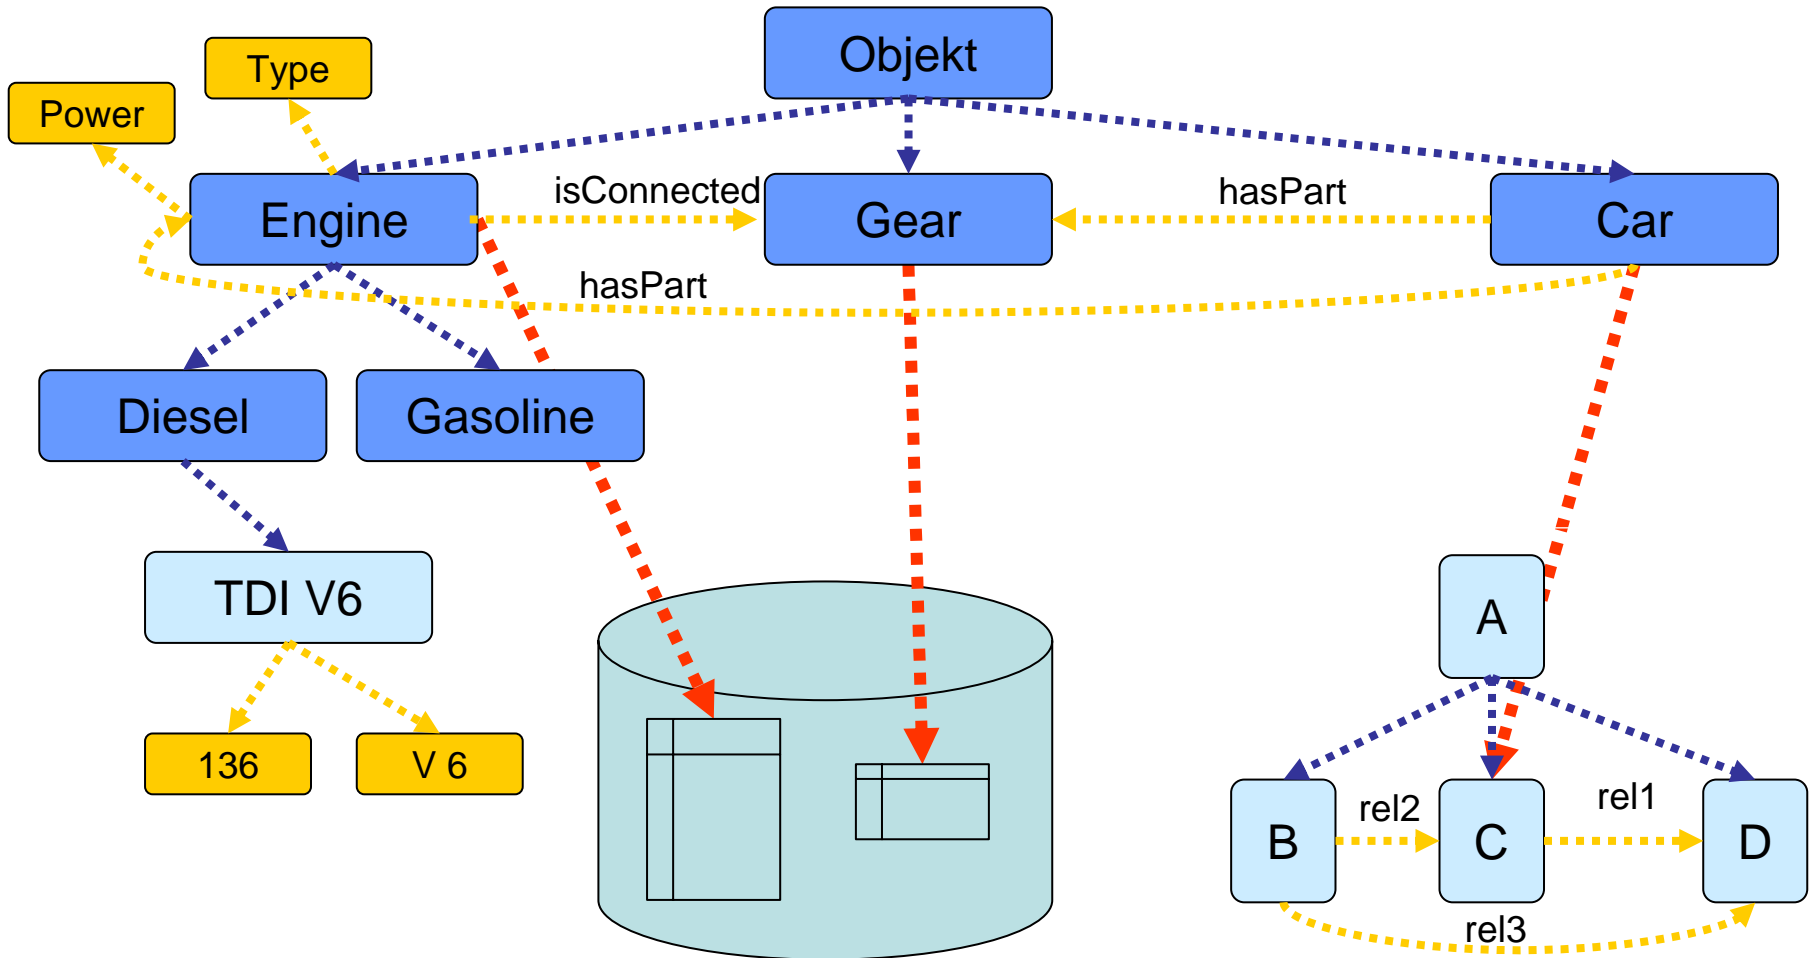 Objekt
Type
Power
Engine
isConnected
Gear
hasPart
Car
hasPart
Diesel
Gasoline
TDI V6
A
136
V 6
B
rel2
C
rel1
D
rel3